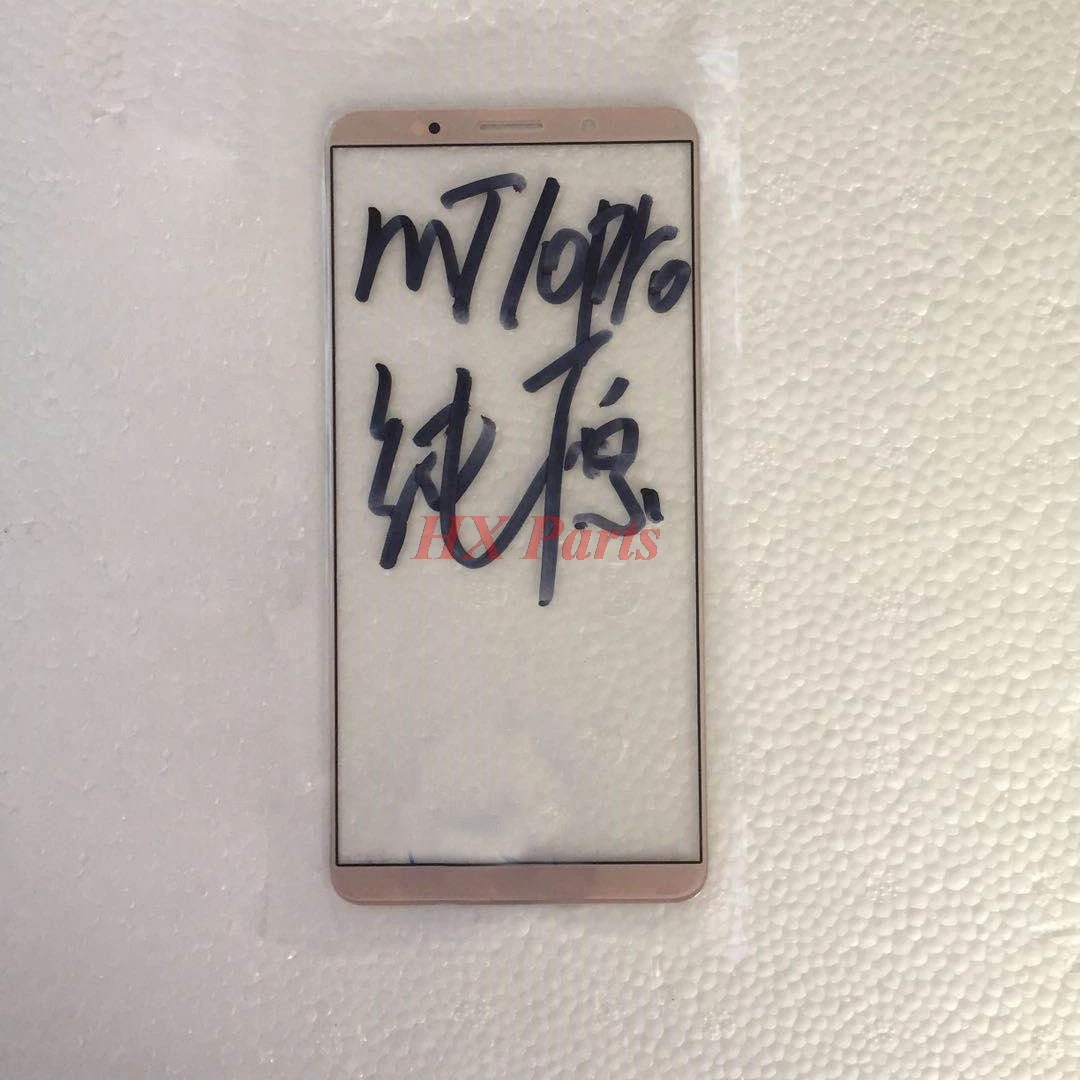 mT10pro
纯原
HX Parts